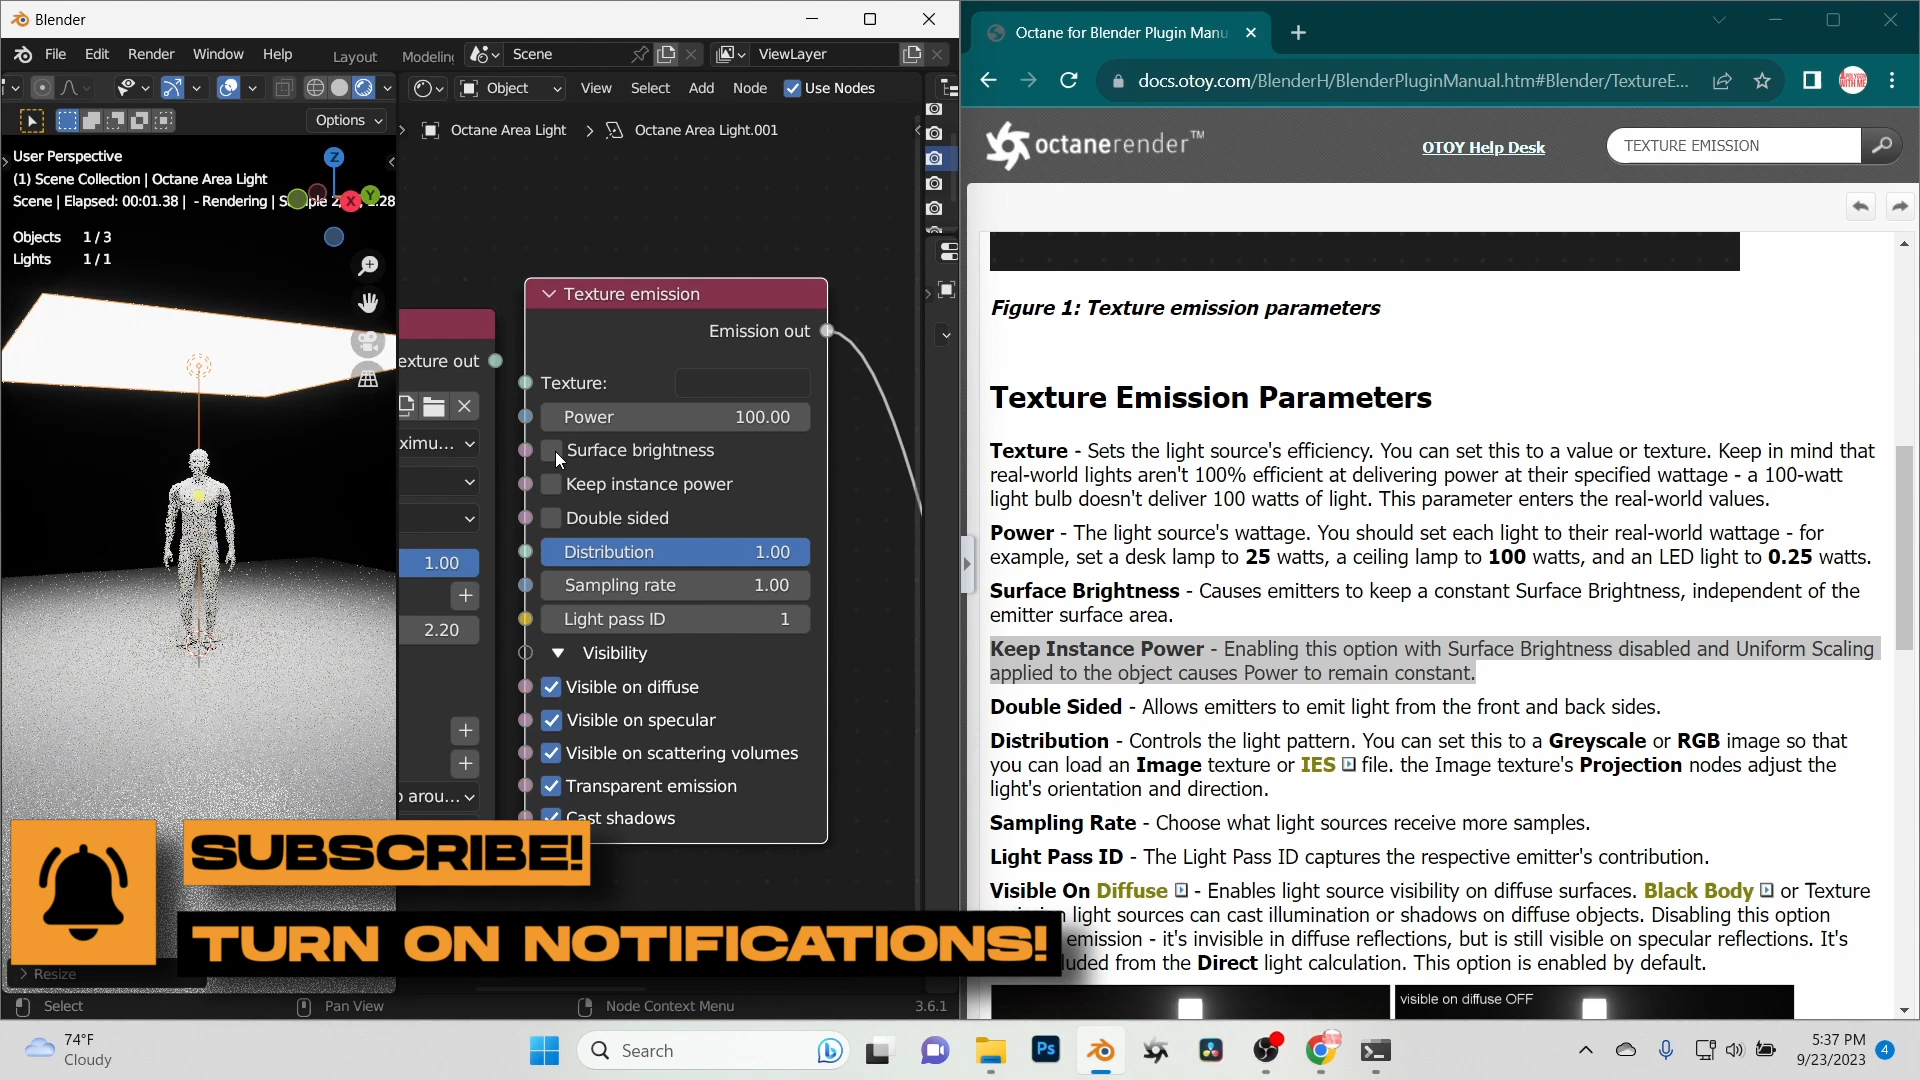 Blender
File Edit Render Window Help Layout Modeling Scene ViewLayer
Object View Select Add Node Use Nodes
Options
Octane Area Light > Octane Area Light.001
User Perspective
(1) Scene Collection | Octane Area Light
Scene | Elapsed: 00:01.38 | - Rendering |
Objects 1 / 3
Lights 1 / 1
Z
Y
X
Texture emission
Emission out
exture out
Texture:
Power 100.00
Surface brightness
ximu...
Keep instance power
Double sided
Distribution 1.00
1.00
Sampling rate 1.00
Light pass ID 1
2.20
Visibility
Visible on diffuse
Visible on specular
Visible on scattering volumes
Transparent emission
arou...
Cast shadows
SUBSCRIBE!
TURN ON NOTIFICATIONS!
Resize
Select Pan View Node Context Menu 3.6.1
Octane for Blender Plugin Manu
docs.otoy.com/BlenderH/BlenderPluginManual.htm#Blender/TextureE...
octanerender™
OTOY Help Desk
TEXTURE EMISSION
Figure 1: Texture emission parameters
Texture Emission Parameters
Texture - Sets the light source's efficiency. You can set this to a value or texture. Keep in mind that
real-world lights aren't 100% efficient at delivering power at their specified wattage - a 100-watt
light bulb doesn't deliver 100 watts of light. This parameter enters the real-world values.
Power - The light source's wattage. You should set each light to their real-world wattage - for
example, set a desk lamp to 25 watts, a ceiling lamp to 100 watts, and an LED light to 0.25 watts.
Surface Brightness - Causes emitters to keep a constant Surface Brightness, independent of the
emitter surface area.
Keep Instance Power - Enabling this option with Surface Brightness disabled and Uniform Scaling
applied to the object causes Power to remain constant.
Double Sided - Allows emitters to emit light from the front and back sides.
Distribution - Controls the light pattern. You can set this to a Greyscale or RGB image so that
you can load an Image texture or IES file. the Image texture's Projection nodes adjust the
light's orientation and direction.
Sampling Rate - Choose what light sources receive more samples.
Light Pass ID - The Light Pass ID captures the respective emitter's contribution.
Visible On Diffuse - Enables light source visibility on diffuse surfaces. Black Body or Texture
light sources can cast illumination or shadows on diffuse objects. Disabling this option
emission - it's invisible in diffuse reflections, but is still visible on specular reflections. It's
luded from the Direct light calculation. This option is enabled by default.
visible on diffuse OFF
74°F
Cloudy
Search
Ps
5:37 PM
9/23/2023
4